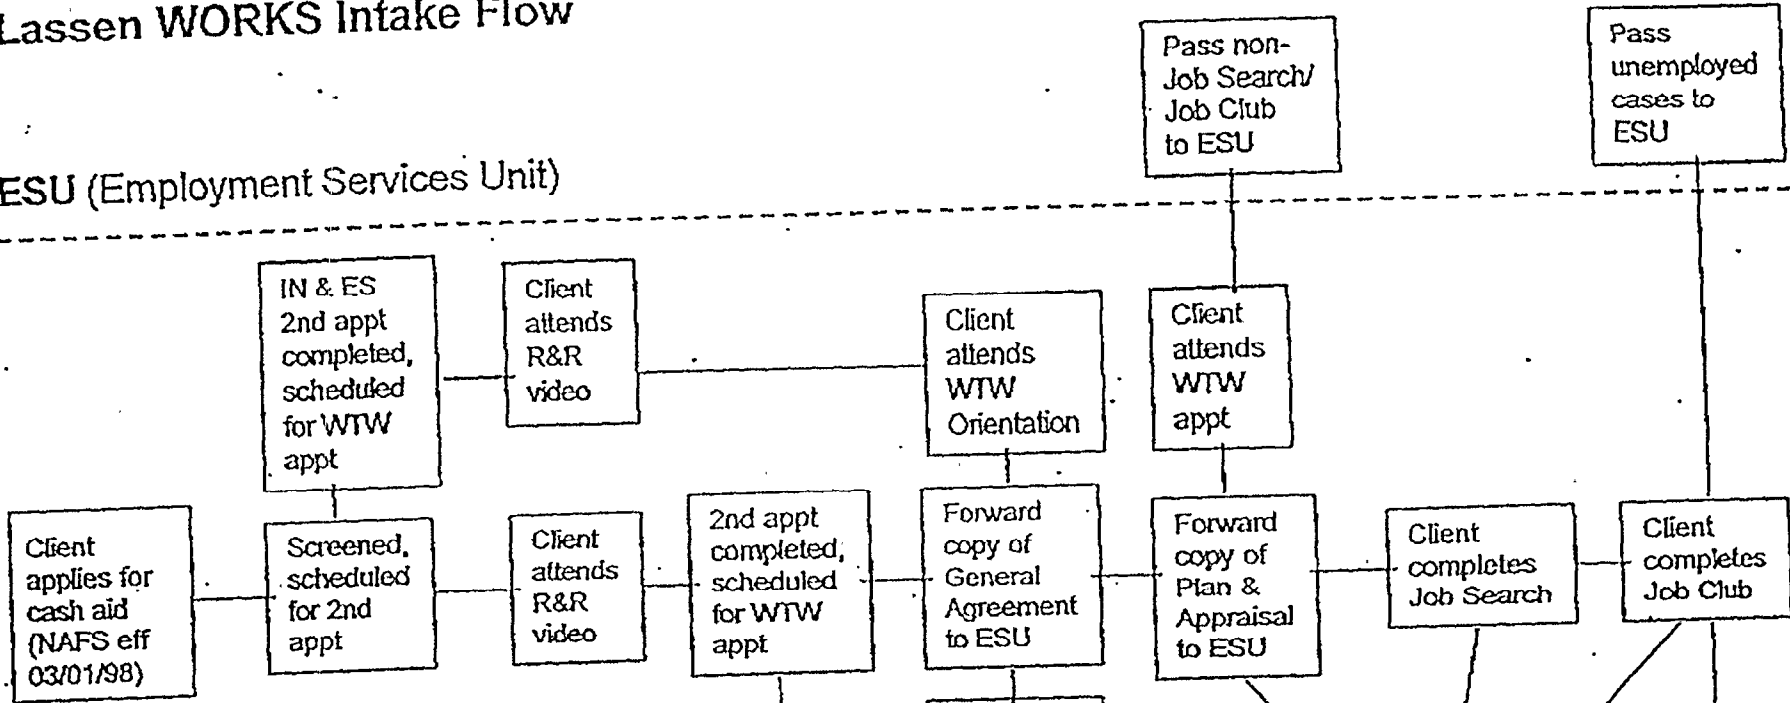 Lassen WORKS Intake Flow
Pass non-
Job Search/
Job Club
to ESU
Pass
unemployed
cases to
ESU
ESU (Employment Services Unit)
IN & ES
2nd appt
completed,
scheduled
for WTW
appt
Client
attends
R&R
video
Client
attends
WTW
Orientation
Client
attends
WTW
appt
Client
applies for
cash aid
(NAFS eff
03/01/98)
Screened,
scheduled
for 2nd
appt
Client
attends
R&R
video
2nd appt
completed,
scheduled
for WTW
appt
Forward
copy of
General
Agreement
to ESU
Forward
copy of
Plan &
Appraisal
to ESU
Client
completes
Job Search
Client
completes
Job Club